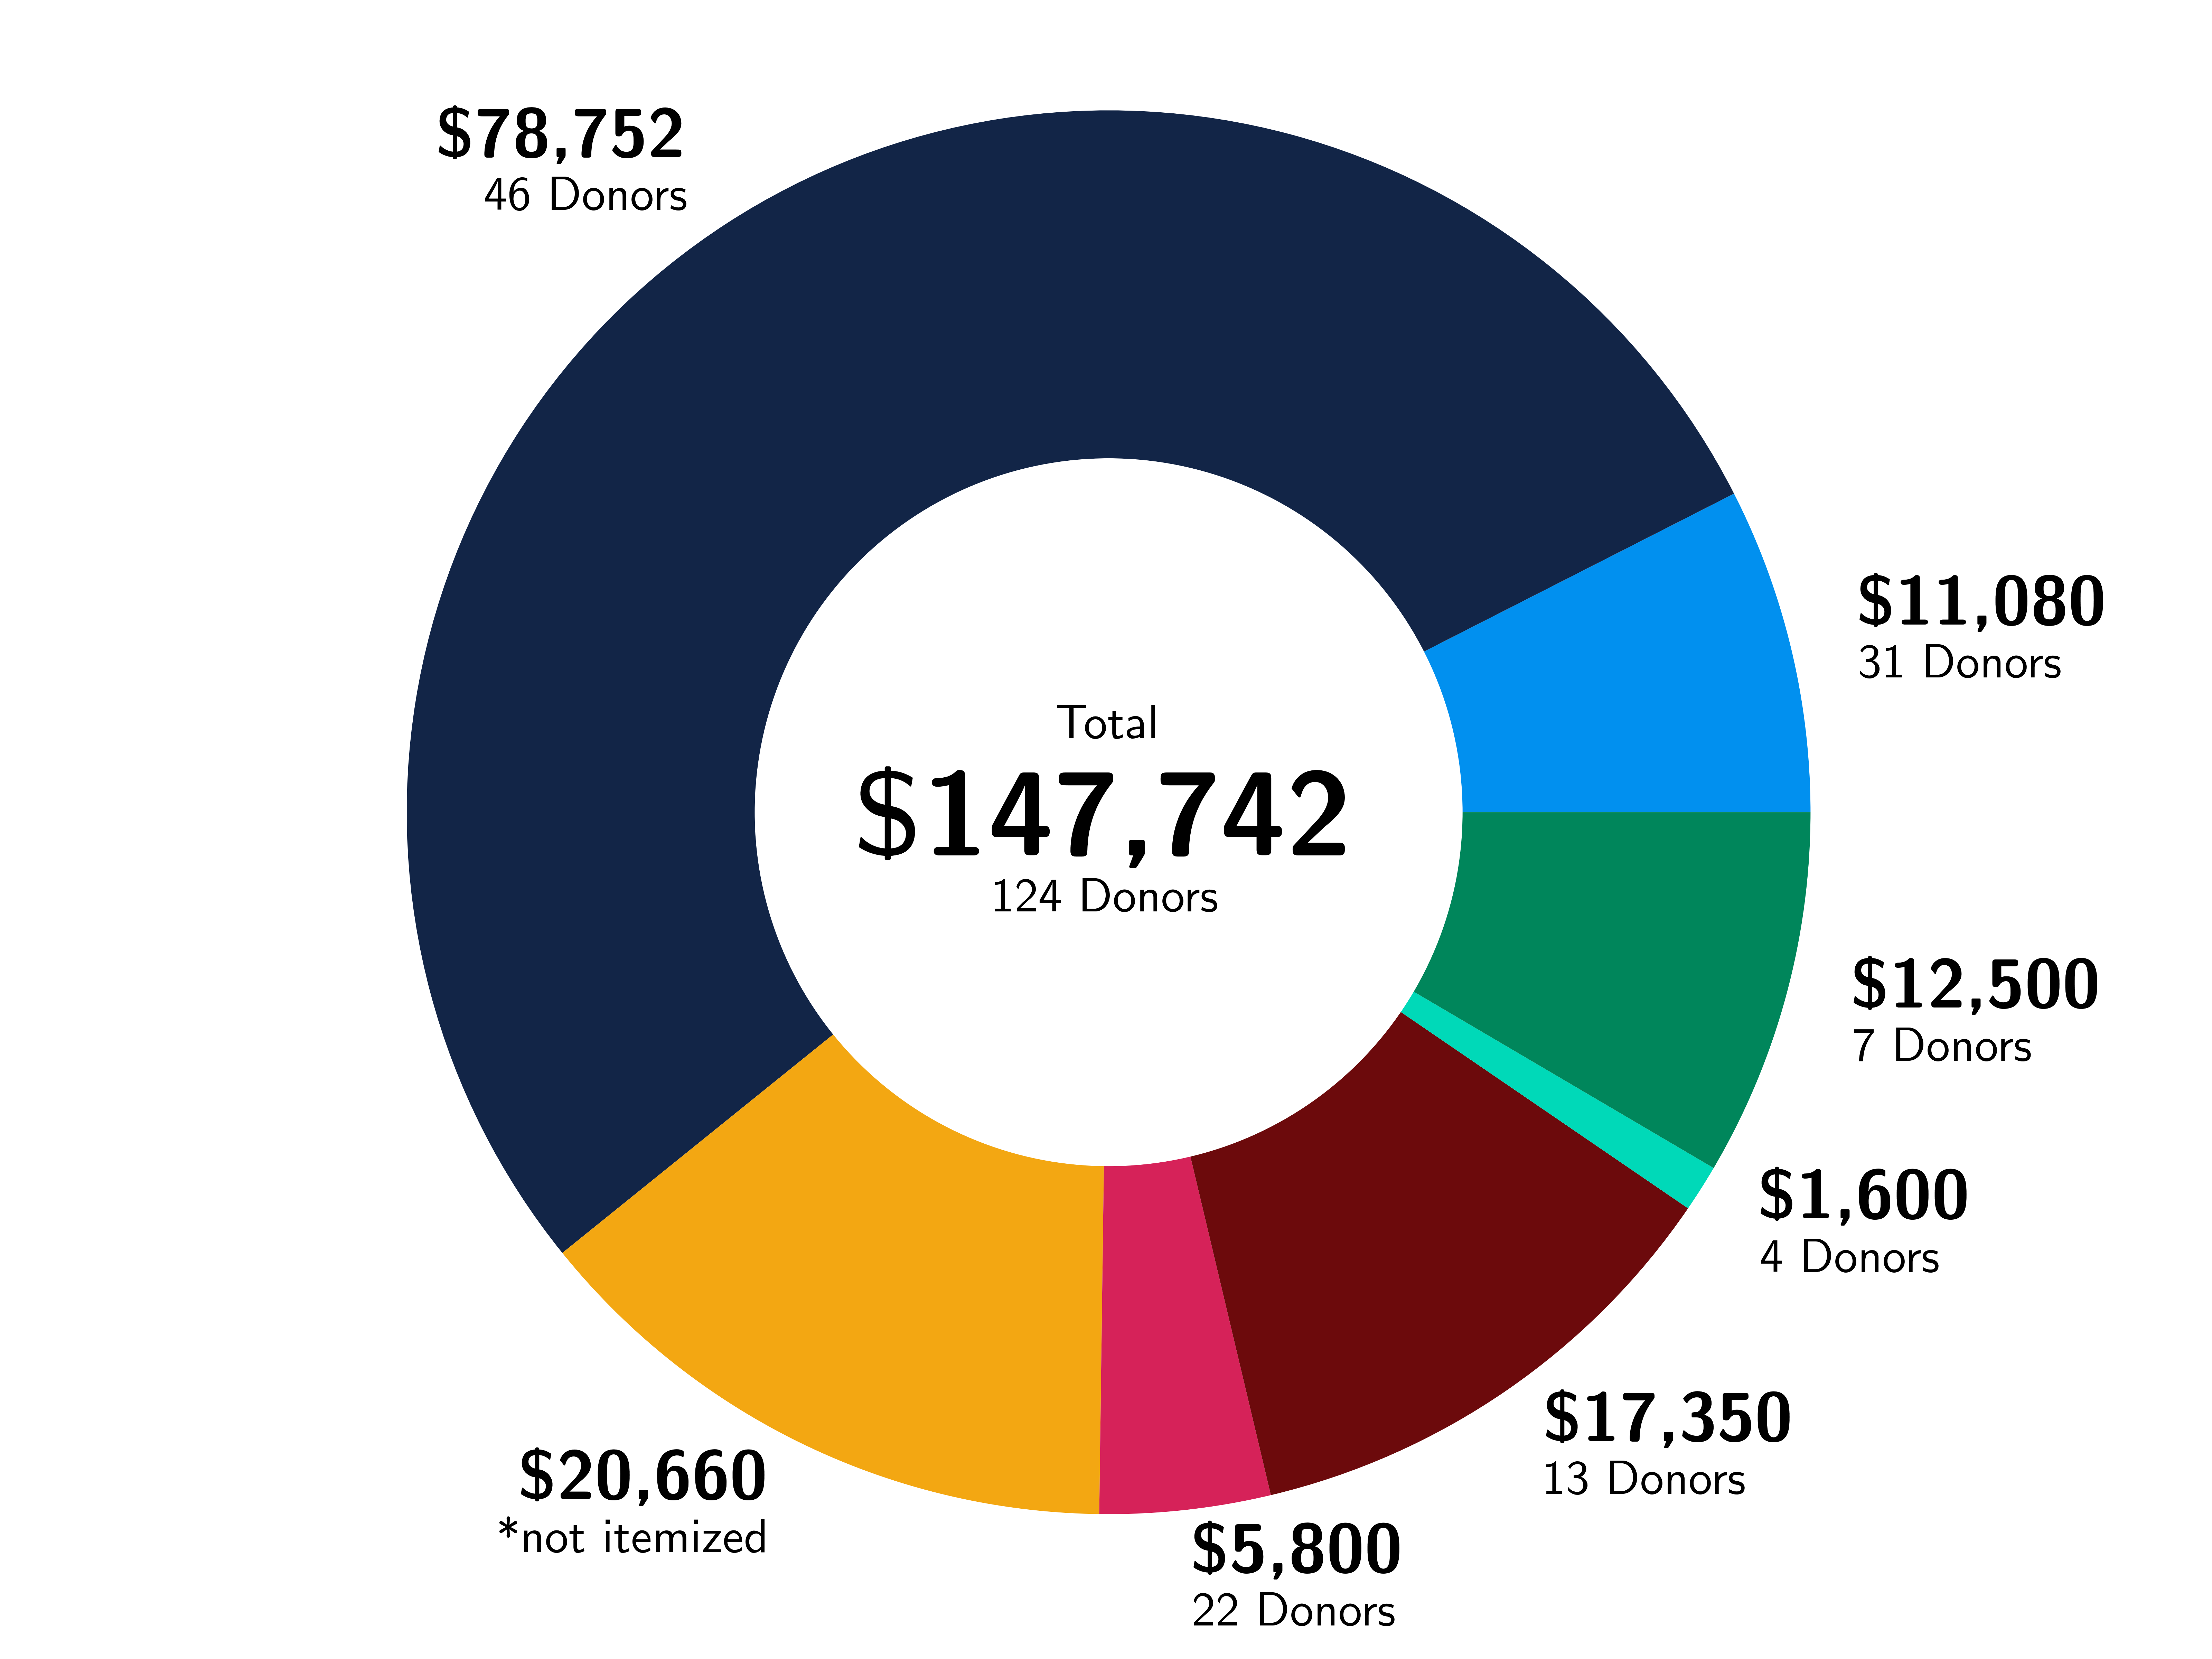 $78,752
46 Donors
$11,080
31 Donors
Total
$147,742
124 Donors
$12,500
7 Donors
$1,600
4 Donors
$17,350
13 Donors
$20,660
*not itemized
$5,800
22 Donors